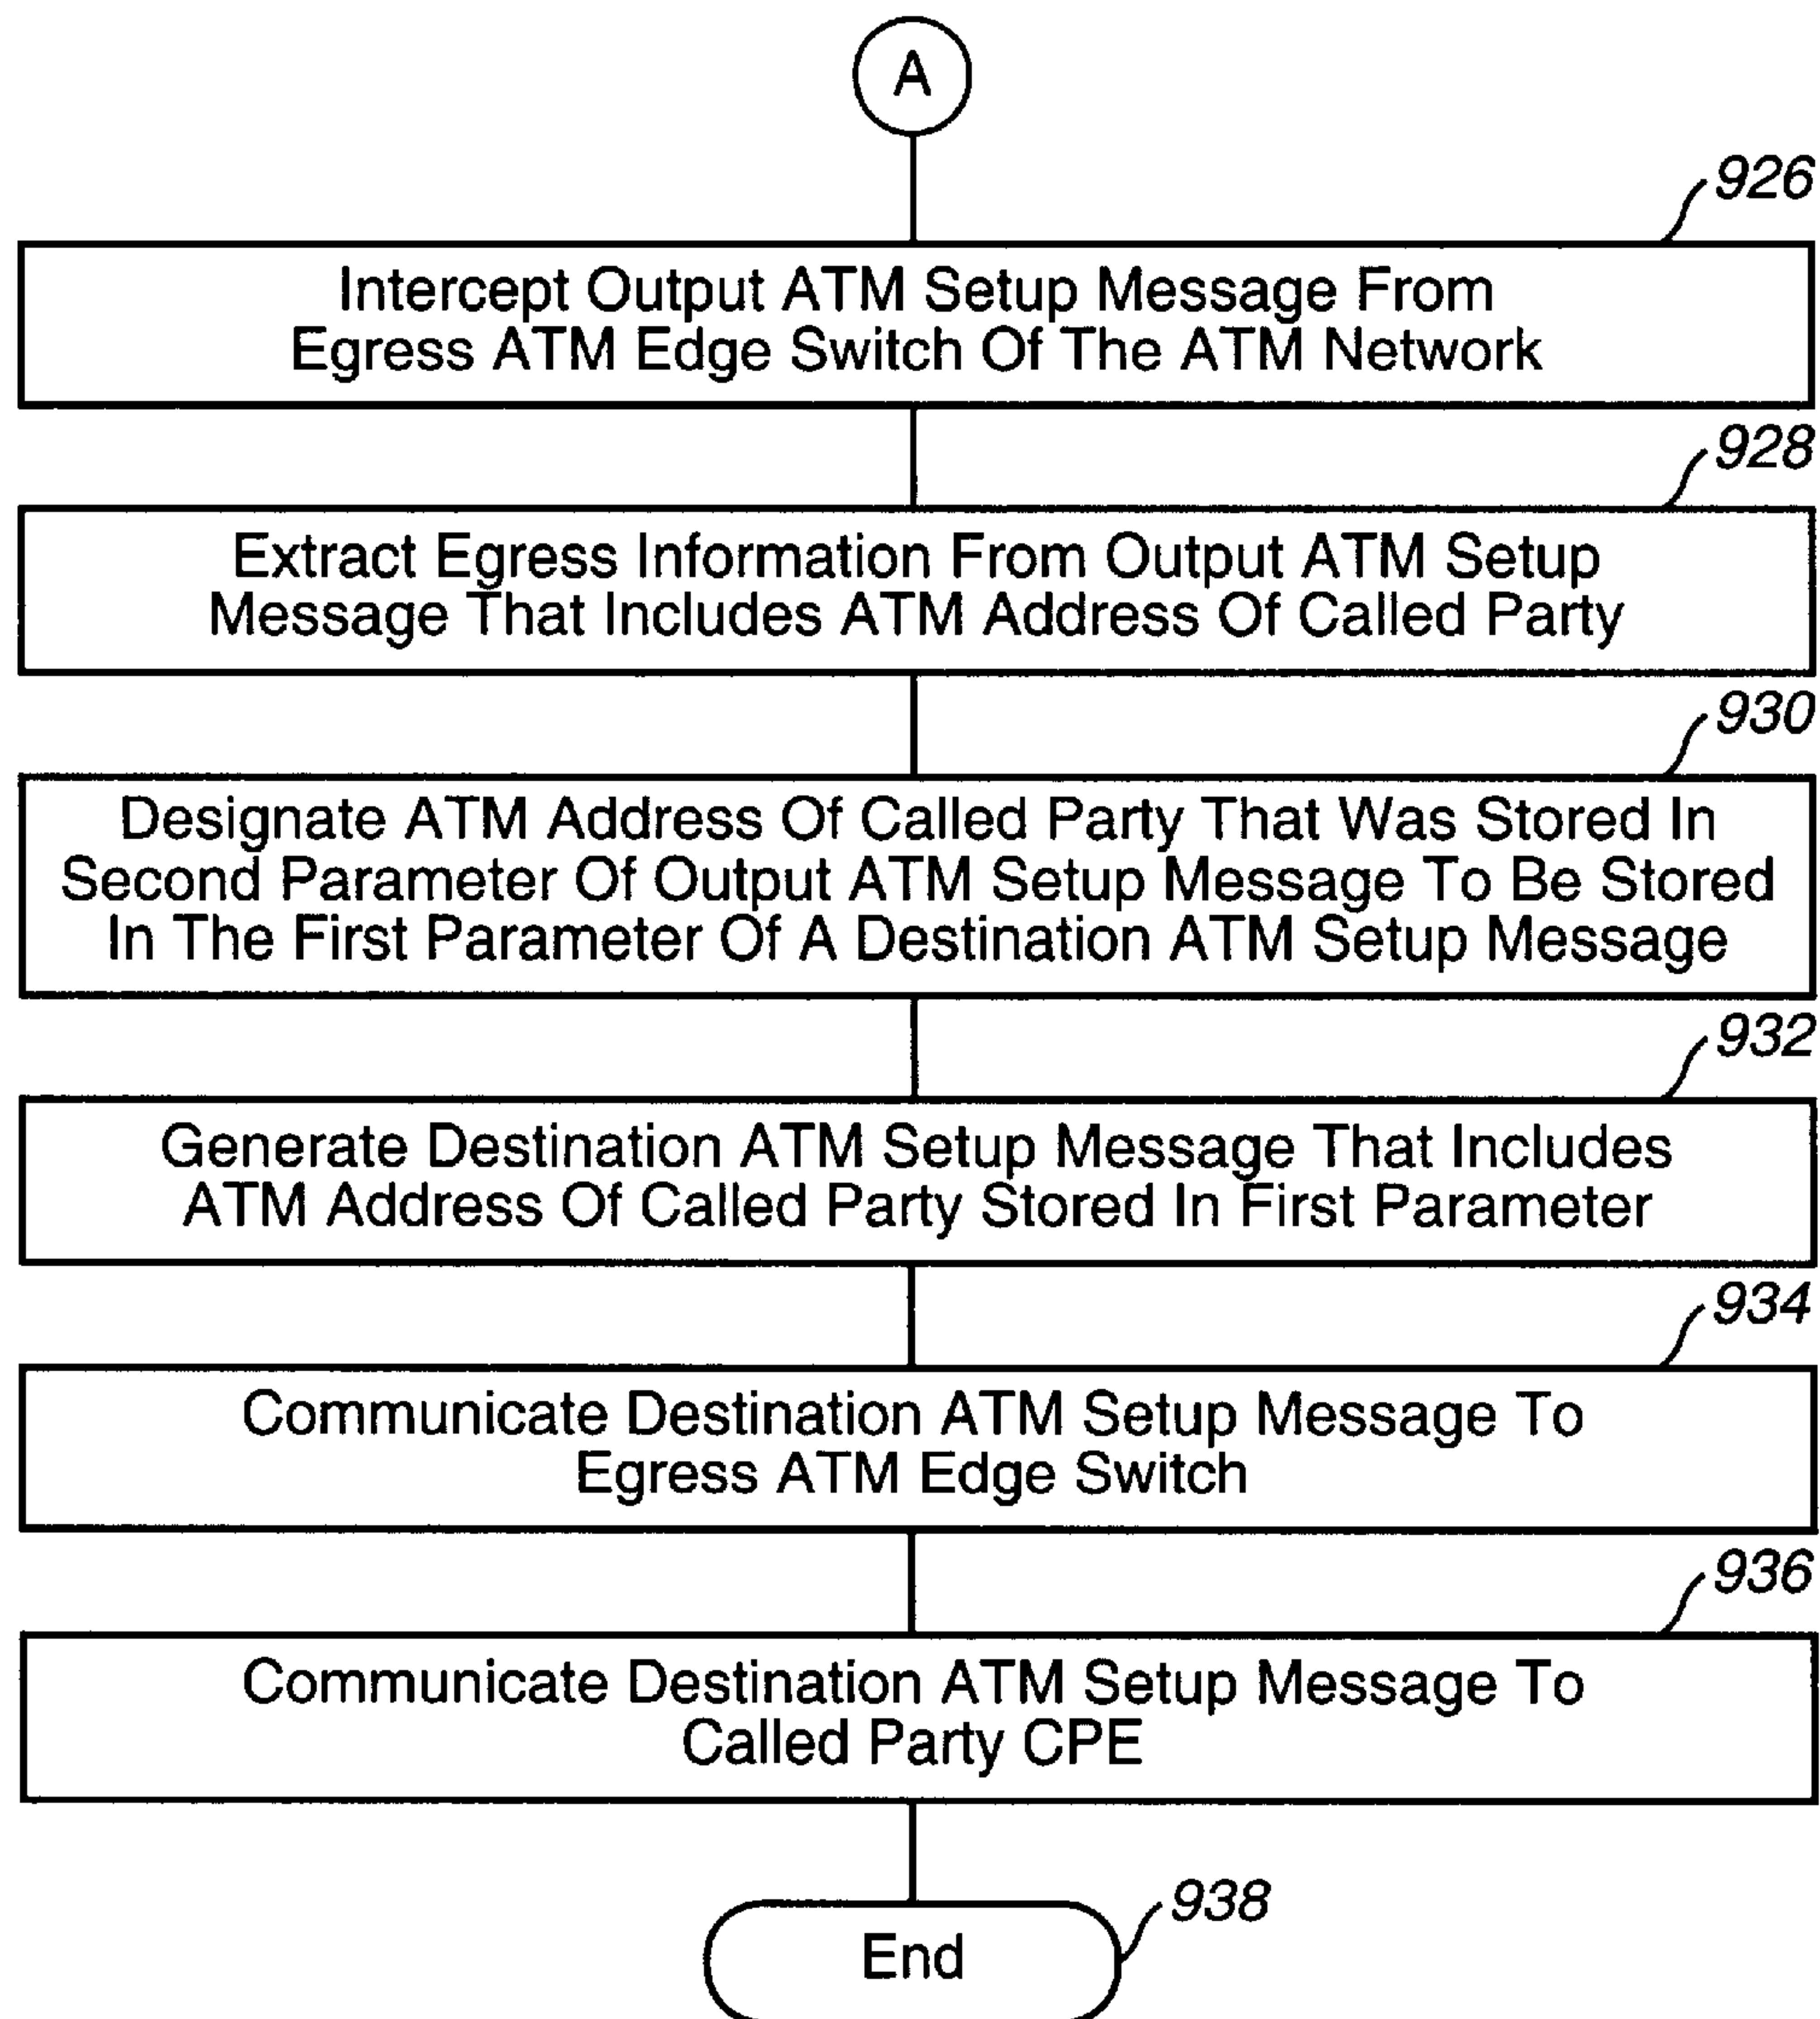 A
926
Intercept Output ATM Setup Message From
Egress ATM Edge Switch Of The ATM Network
928
Extract Egress Information From Output ATM Setup
Message That Includes ATM Address Of Called Party
930
Designate ATM Address Of Called Party That Was Stored In
Second Parameter Of Output ATM Setup Message To Be Stored
In The First Parameter Of A Destination ATM Setup Message
932
Generate Destination ATM Setup Message That Includes
ATM Address Of Called Party Stored In First Parameter
934
Communicate Destination ATM Setup Message To
Egress ATM Edge Switch
936
Communicate Destination ATM Setup Message To
Called Party CPE
938
End